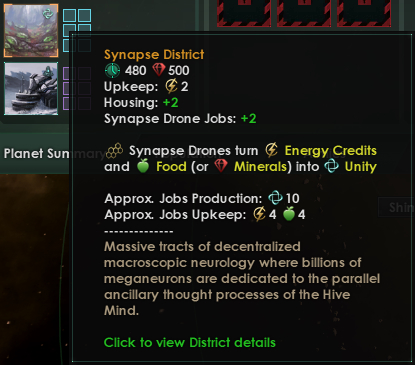 Synapse District
480 500
Upkeep: 2
Housing: +2
Synapse Drone Jobs: +2
Synapse Drones turn Energy Credits
and Food (or Minerals) into Unity
Planet Summary
Approx. Jobs Production: 10
Approx. Jobs Upkeep: 4 4
Shin
--------------
Massive tracts of decentralized
macroscopic neurology where billions of
meganeurons are dedicated to the parallel
ancillary thought processes of the Hive
Mind.
Click to view District details